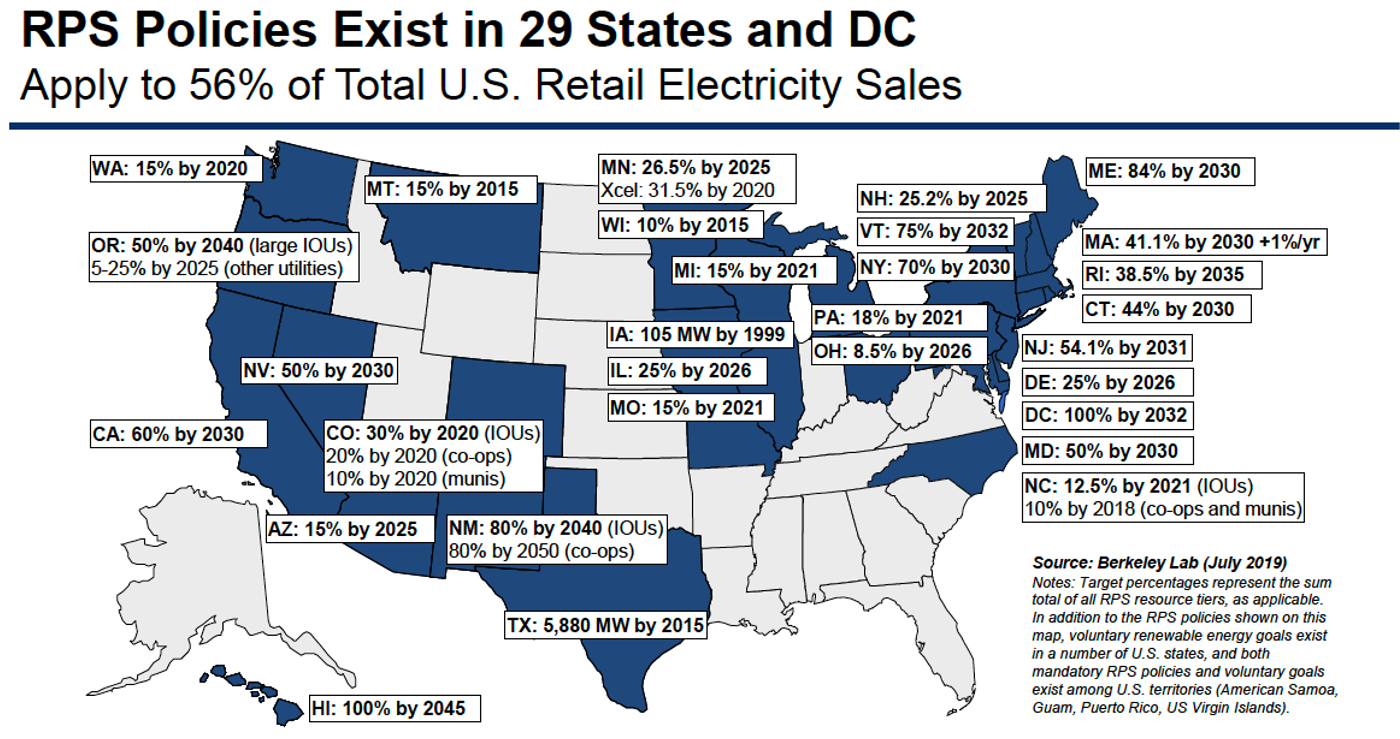 RPS Policies Exist in 29 States and DC
Apply to 56% of Total U.S. Retail Electricity Sales
WA: 15% by 2020
MT: 15% by 2015
MN: 26.5% by 2025
Xcel: 31.5% by 2020
ME: 84% by 2030
NH: 25.2% by 2025
WI: 10% by 2015
VT: 75% by 2032
OR: 50% by 2040 (large IOUs)
5-25% by 2025 (other utilities)
MA: 41.1% by 2030 +1%/yr
MI: 15% by 2021
NY: 70% by 2030
RI: 38.5% by 2035
CT: 44% by 2030
PA: 18% by 2021
IA: 105 MW by 1999
OH: 8.5% by 2026
NJ: 54.1% by 2031
NV: 50% by 2030
IL: 25% by 2026
DE: 25% by 2026
MO: 15% by 2021
DC: 100% by 2032
CA: 60% by 2030
CO: 30% by 2020 (IOUs)
20% by 2020 (co-ops)
10% by 2020 (munis)
MD: 50% by 2030
NC: 12.5% by 2021 (IOUs)
10% by 2018 (co-ops and munis)
AZ: 15% by 2025
NM: 80% by 2040 (IOUs)
80% by 2050 (co-ops)
TX: 5,880 MW by 2015
HI: 100% by 2045
Source: Berkeley Lab (July 2019)
Notes: Target percentages represent the sum
total of all RPS resource tiers, as applicable.
In addition to the RPS policies shown on this
map, voluntary renewable energy goals exist
in a number of U.S. states, and both
mandatory RPS policies and voluntary goals
exist among U.S. territories (American Samoa,
Guam, Puerto Rico, US Virgin Islands).